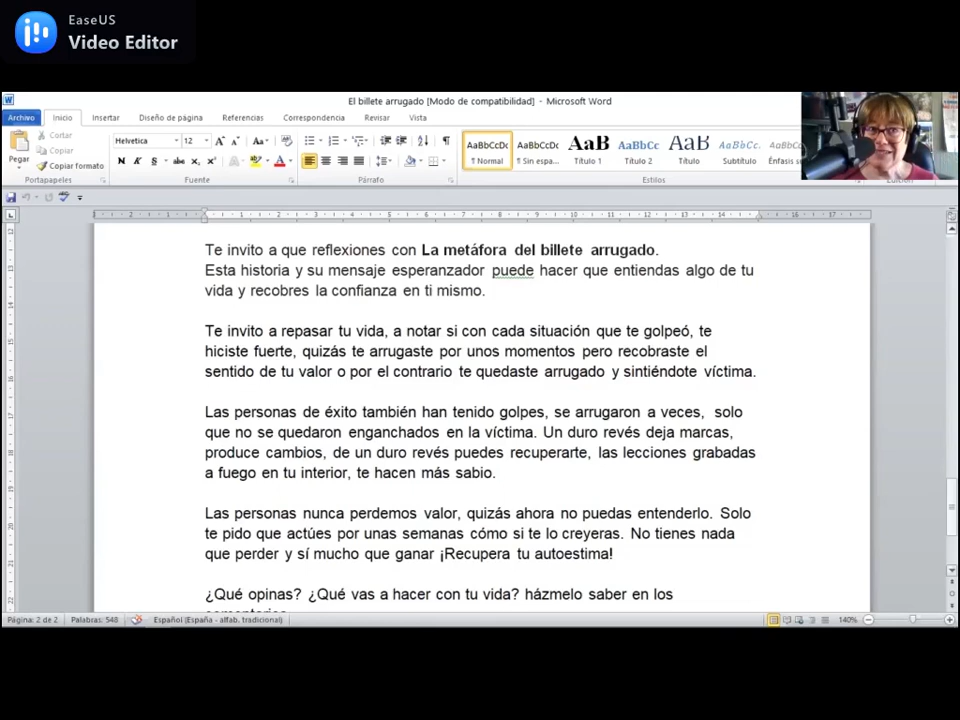 EaseUS
Video Editor
El billete arrugado [Modo de compatibilidad] - Microsoft Word
Archivo Inicio Insertar Diseño de página Referencias Correspondencia Revisar Vista
Pegar Cortar
Copiar
Copiar formato
Portapapeles
Helvetica 12
Fuente
Párrafo
AaBbCcDc AaBbCcDc AaB AaBbCc AaB AaBbCc. AaBbCcDc
¶ Normal ¶ Sin espa... Título 1 Título 2 Título Subtítulo Énfasis su
Estilos
Te invito a que reflexiones con La metáfora del billete arrugado.
Esta historia y su mensaje esperanzador puede hacer que entiendas algo de tu
vida y recobres la confianza en ti mismo.
Te invito a repasar tu vida, a notar si con cada situación que te golpeó, te
hiciste fuerte, quizás te arrugaste por unos momentos pero recobraste el
sentido de tu valor o por el contrario te quedaste arrugado y sintiéndote víctima.
Las personas de éxito también han tenido golpes, se arrugaron a veces, solo
que no se quedaron enganchados en la víctima. Un duro revés deja marcas,
produce cambios, de un duro revés puedes recuperarte, las lecciones grabadas
a fuego en tu interior, te hacen más sabio.
Las personas nunca perdemos valor, quizás ahora no puedas entenderlo. Solo
te pido que actúes por unas semanas cómo si te lo creyeras. No tienes nada
que perder y sí mucho que ganar ¡Recupera tu autoestima!
¿Qué opinas? ¿Qué vas a hacer con tu vida? házmelo saber en los
Página: 2 de 2 Palabras: 548 Español (España - alfab. tradicional) 140%